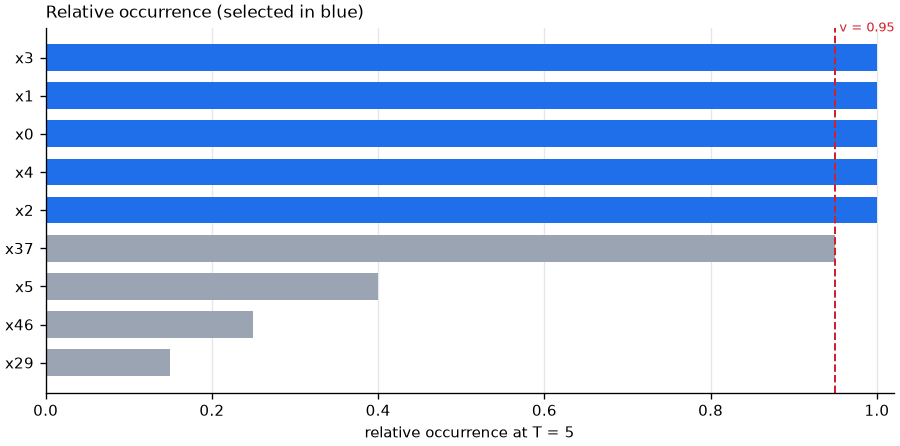 Relative occurrence (selected in blue)
v = 0.95
x3
x1
x0
x4
x2
x37
x5
x46
x29
0.0 0.2 0.4 0.6 0.8 1.0
relative occurrence at T = 5